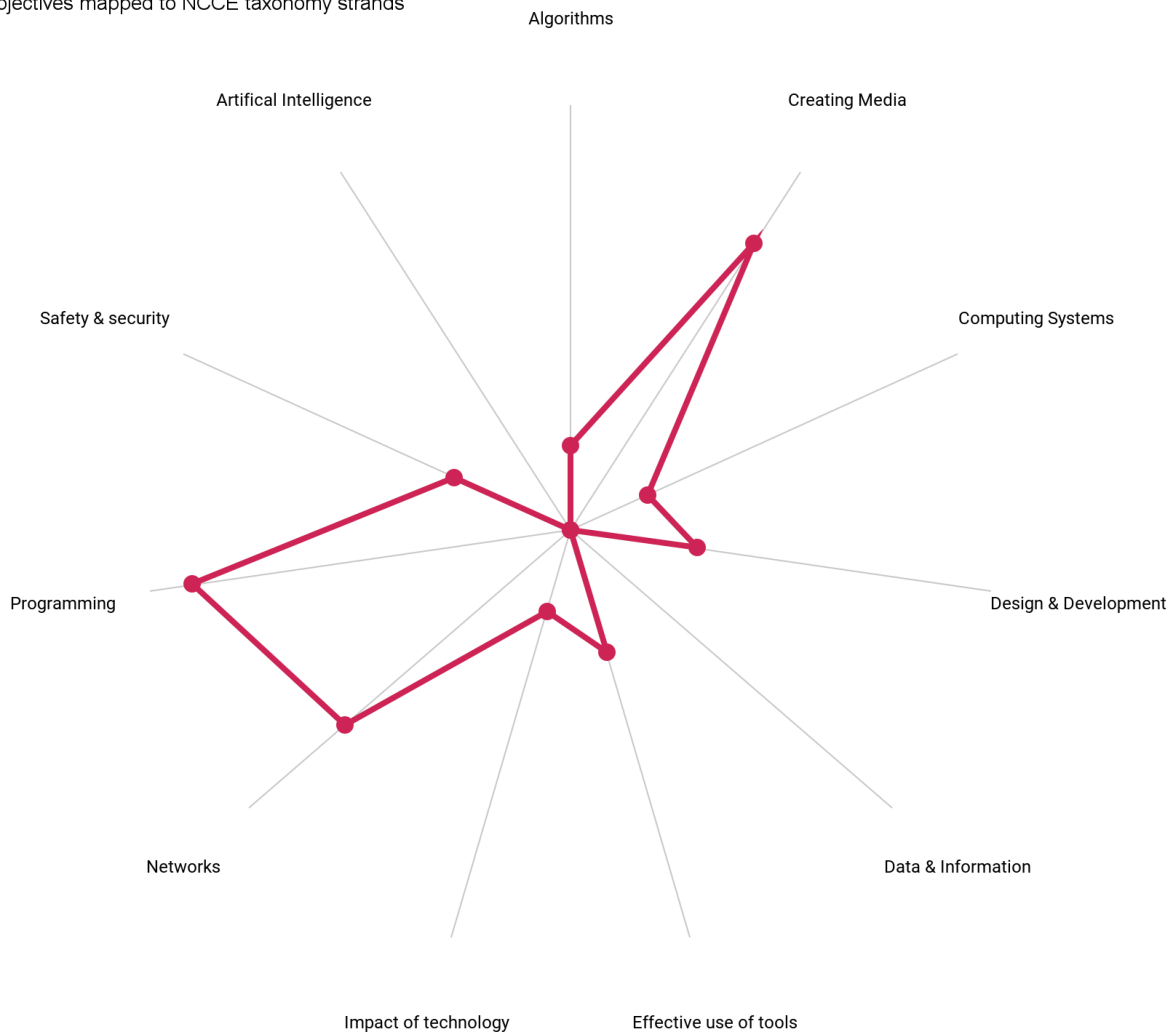 mapped to NCCE taxonomy strands
Algorithms
Artifical Intelligence
Creating Media
Safety & security
Computing Systems
Programming
Design & Development
Networks
Data & Information
Impact of technology
Effective use of tools